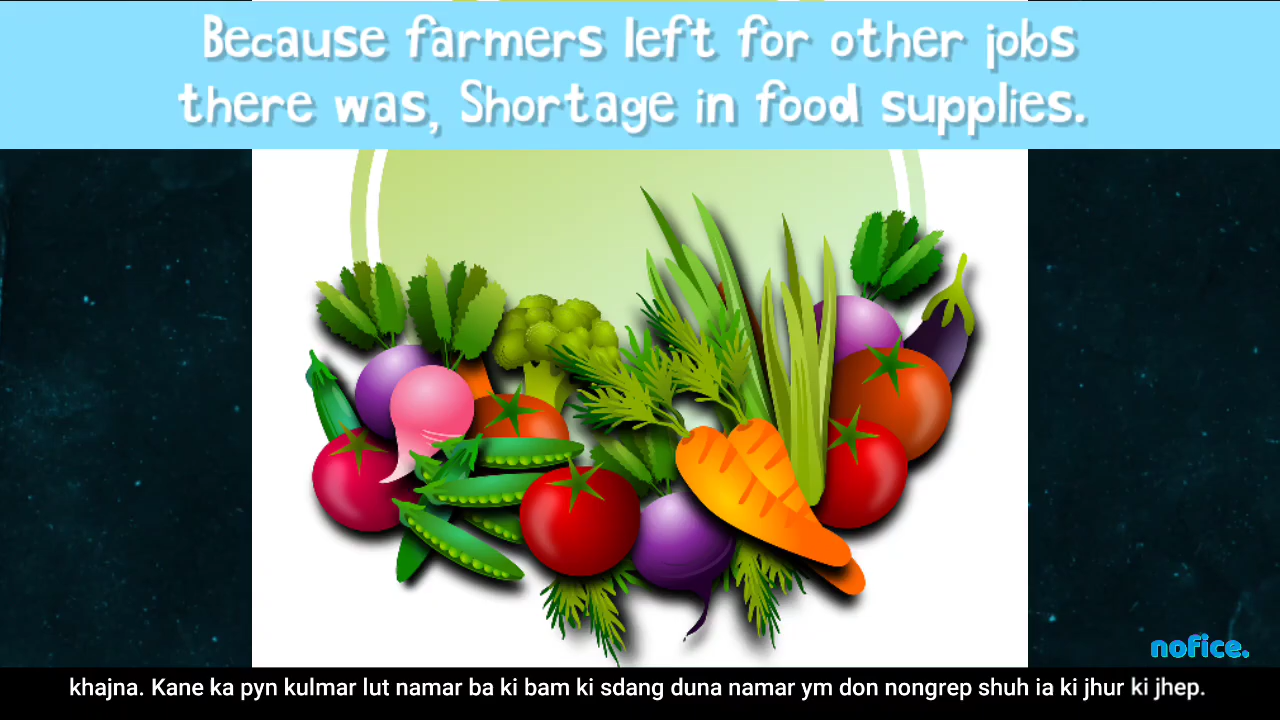 Because farmers left for other jobs
there was, Shortage in food supplies.
nofice.
khajna. Kane ka pyn kulmar lut namar ba ki bam ki sdang duna namar ym don nongrep shuh ia ki jhur ki jhep.